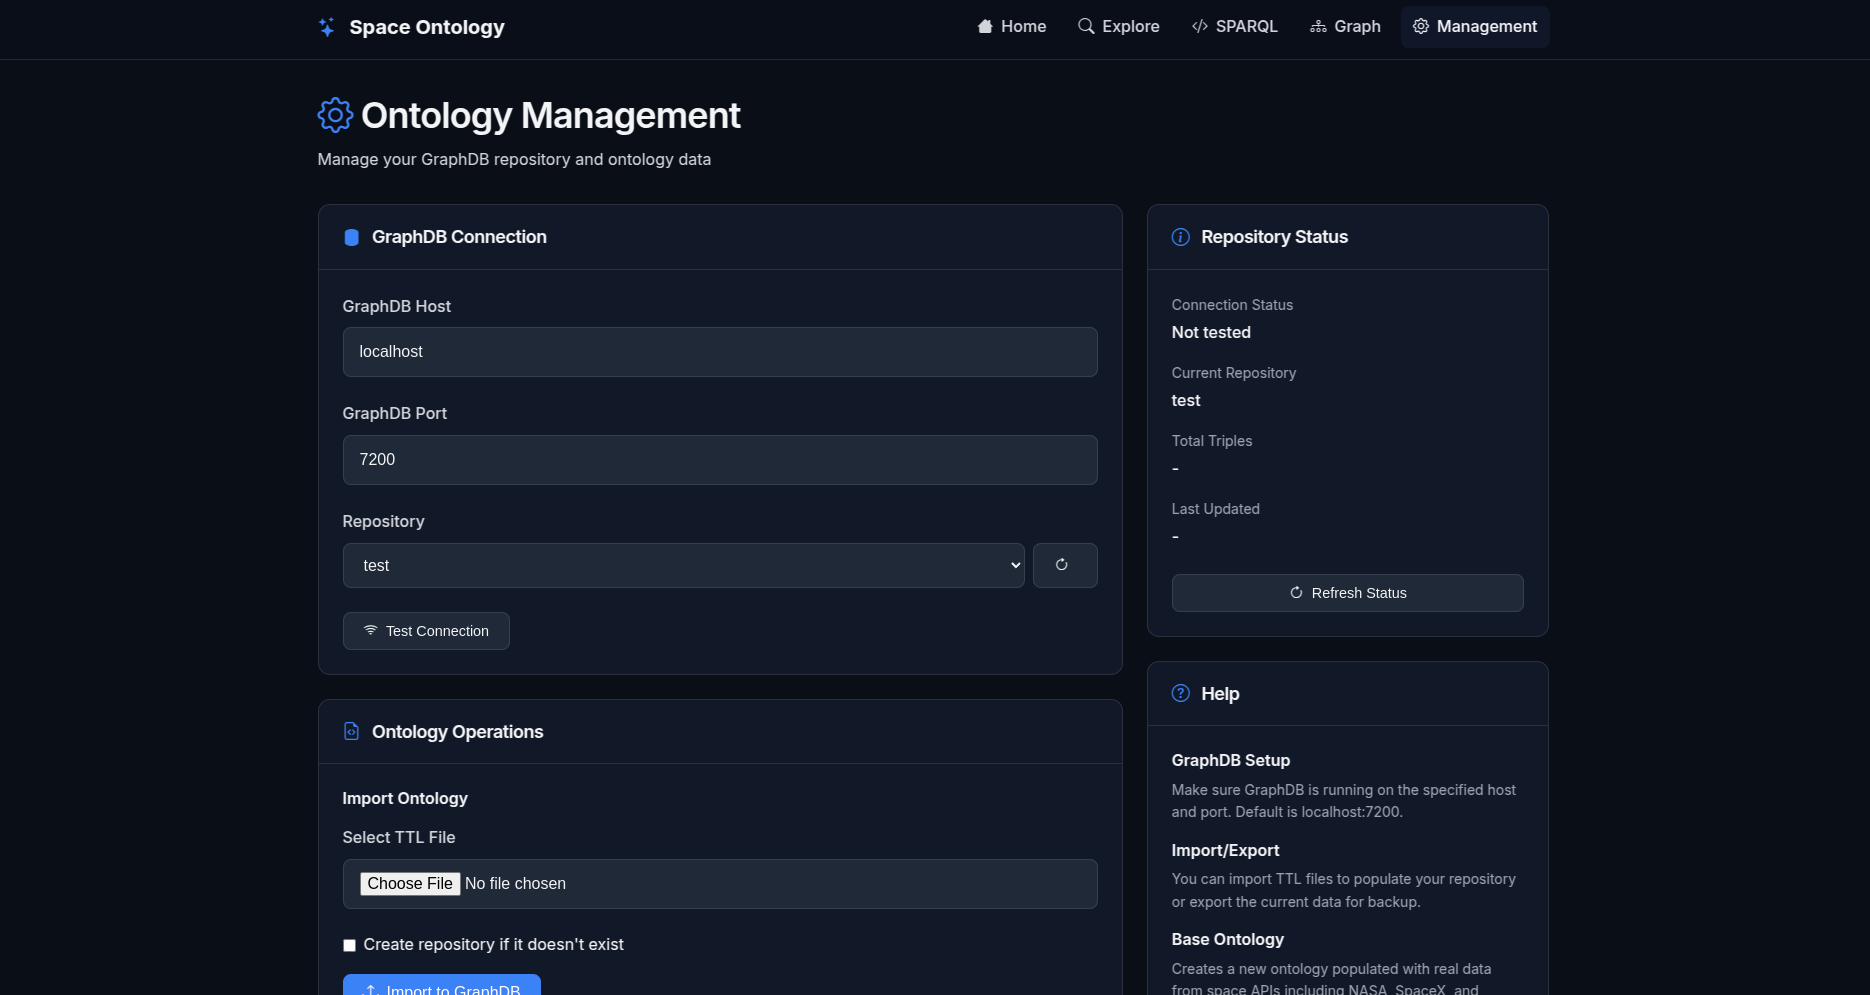 Space Ontology
Home
Explore
SPARQL
Graph
Management
Ontology Management
Manage your GraphDB repository and ontology data
GraphDB Connection
GraphDB Host
localhost
GraphDB Port
7200
Repository
test
Test Connection
Ontology Operations
Import Ontology
Select TTL File
Choose File No file chosen
Create repository if it doesn't exist
Import to GraphDB
Repository Status
Connection Status
Not tested
Current Repository
test
Total Triples
-
Last Updated
-
Refresh Status
Help
GraphDB Setup
Make sure GraphDB is running on the specified host
and port. Default is localhost:7200.
Import/Export
You can import TTL files to populate your repository
or export the current data for backup.
Base Ontology
Creates a new ontology populated with real data
from space APIs including NASA, SpaceX, and